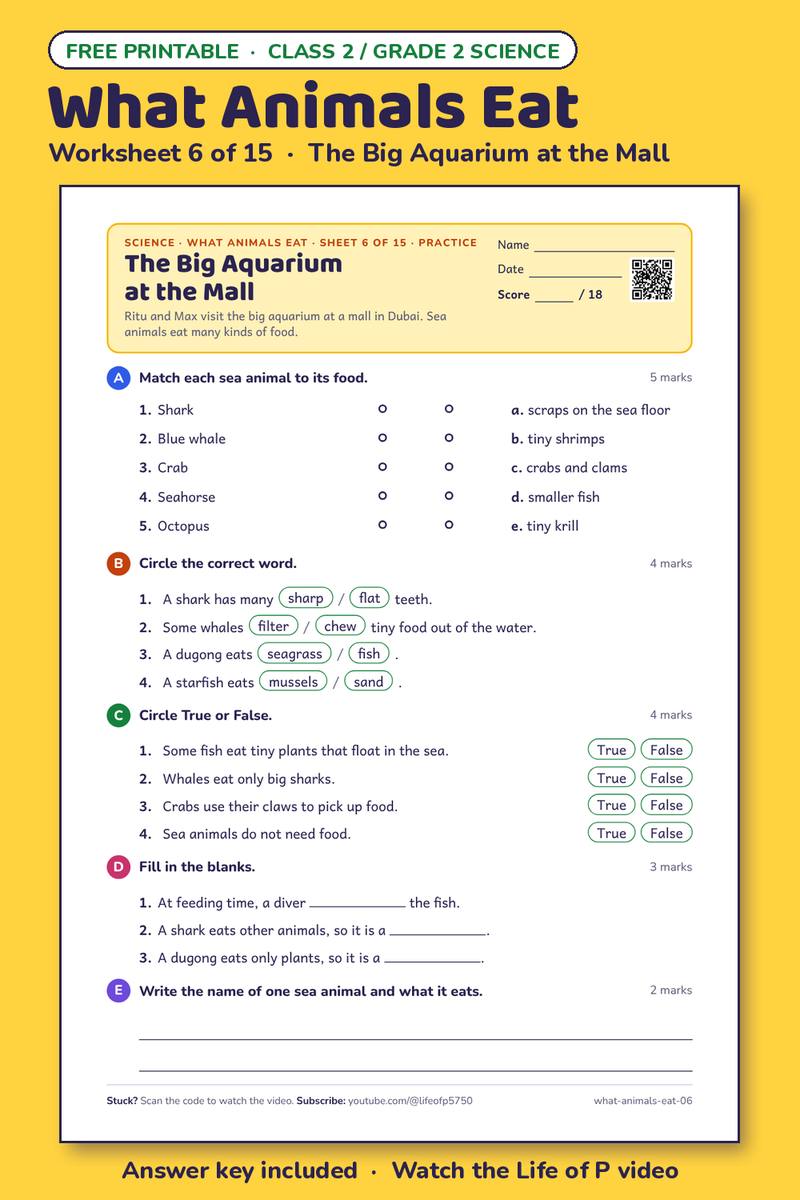 FREE PRINTABLE · CLASS 2 / GRADE 2 SCIENCE
What Animals Eat
Worksheet 6 of 15 · The Big Aquarium at the Mall
SCIENCE · WHAT ANIMALS EAT · SHEET 6 OF 15 · PRACTICE
The Big Aquarium
at the Mall
Ritu and Max visit the big aquarium at a mall in Dubai. Sea
animals eat many kinds of food.
Name ____________
Date ____________
Score _____ / 18
A Match each sea animal to its food. 5 marks
1. Shark a. scraps on the sea floor
2. Blue whale b. tiny shrimps
3. Crab c. crabs and clams
4. Seahorse d. smaller fish
5. Octopus e. tiny krill
B Circle the correct word. 4 marks
1. A shark has many sharp / flat teeth.
2. Some whales filter / chew tiny food out of the water.
3. A dugong eats seagrass / fish .
4. A starfish eats mussels / sand .
C Circle True or False. 4 marks
1. Some fish eat tiny plants that float in the sea. True False
2. Whales eat only big sharks. True False
3. Crabs use their claws to pick up food. True False
4. Sea animals do not need food. True False
D Fill in the blanks. 3 marks
1. At feeding time, a diver ____________ the fish.
2. A shark eats other animals, so it is a ____________.
3. A dugong eats only plants, so it is a ____________.
E Write the name of one sea animal and what it eats. 2 marks
Stuck? Scan the code to watch the video. Subscribe: youtube.com/@lifeofp5750 what-animals-eat-06
Answer key included · Watch the Life of P video